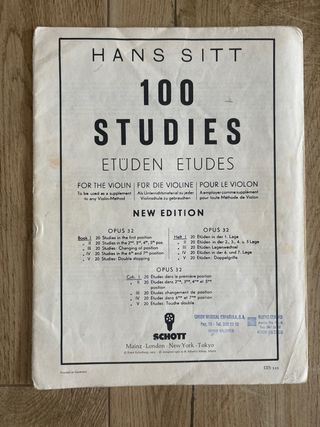 HANS SITT
100
STUDIES
ETÜDEN ETUDES
FOR THE VIOLIN
To be used as a supplement
to any Violin-Method
FÜR DIE VIOLINE
Als Unterrichtsmaterial zu jeder
Violinschule zu gebrauchen
POUR LE VIOLON
A employer comme supplément
pour toute Méthode de Violon
NEW EDITION
OPUS 32
Book I 20 Studies in the first position
" II 20 Studies in the 2nd, 3rd, 4th, 5th pos.
" III 20 Studies: Changing of position
" IV 20 Studies in the 6th and 7th position
" V 20 Studies: Double stopping
OPUS 32
Heft I 20 Etüden in der 1. Lage
" II 20 Etüden in der 2., 3., 4., 5. Lage
" III 20 Etüden: Lagenwechsel
" IV 20 Etüden in der 6. und 7. Lage
" V 20 Etüden: Doppelgriffe
OPUS 32
Cah. I 20 Etudes dans la première position
" II 20 Etudes dans 2me, 3me, 4me et 5me
position
" III 20 Etudes changement de position
" IV 20 Etudes dans 6me et 7me position
" V 20 Etudes: Double touche
SCHOTT
Mainz · London · New York · Tokyo
UNION MUSICAL ESPAÑOLA, S.A.
Printed in Germany